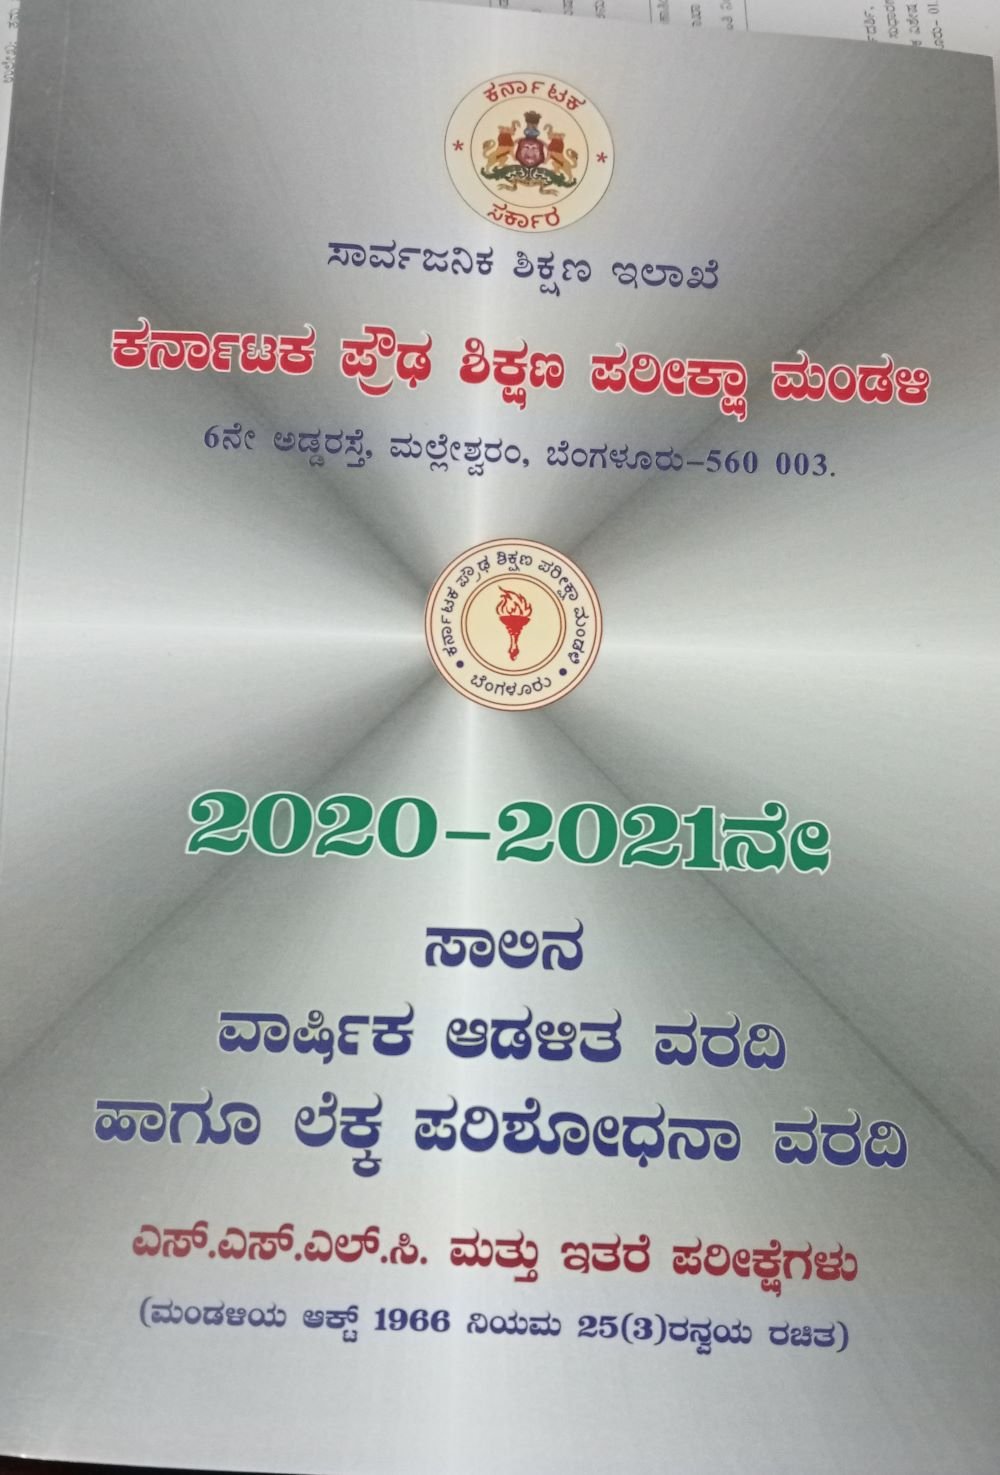 ಕರ್ನಾಟಕ
ಸರ್ಕಾರ
ಸಾರ್ವಜನಿಕ ಶಿಕ್ಷಣ ಇಲಾಖೆ
ಕರ್ನಾಟಕ ಪ್ರೌಢ ಶಿಕ್ಷಣ ಪರೀಕ್ಷಾ ಮಂಡಳಿ
6ನೇ ಅಡ್ಡರಸ್ತೆ, ಮಲ್ಲೇಶ್ವರಂ, ಬೆಂಗಳೂರು-560 003.
ಕರ್ನಾಟಕ ಪ್ರೌಢ ಶಿಕ್ಷಣ ಪರೀಕ್ಷಾ ಮಂಡಳಿ
ಬೆಂಗಳೂರು
2020-2021ನೇ
ಸಾಲಿನ
ವಾರ್ಷಿಕ ಆಡಳಿತ ವರದಿ
ಹಾಗೂ ಲೆಕ್ಕ ಪರಿಶೋಧನಾ ವರದಿ
ಎಸ್.ಎಸ್.ಎಲ್.ಸಿ. ಮತ್ತು ಇತರೆ ಪರೀಕ್ಷೆಗಳು
(ಮಂಡಳಿಯ ಆಕ್ಟ್ 1966 ನಿಯಮ 25(3)ರನ್ವಯ ರಚಿತ)